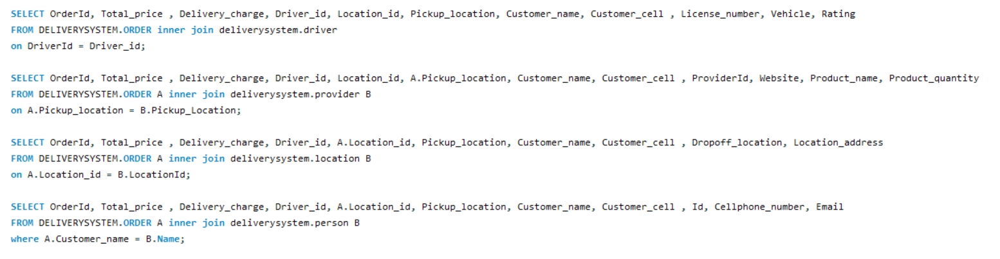 SELECT OrderId, Total_price , Delivery_charge, Driver_id, Location_id, Pickup_location, Customer_name, Customer_cell , License_number, Vehicle, Rating
FROM DELIVERYSYSTEM.ORDER inner join deliverysystem.driver
on DriverId = Driver_id;
SELECT OrderId, Total_price , Delivery_charge, Driver_id, Location_id, A.Pickup_location, Customer_name, Customer_cell , ProviderId, Website, Product_name, Product_quantity
FROM DELIVERYSYSTEM.ORDER A inner join deliverysystem.provider B
on A.Pickup_location = B.Pickup_Location;
SELECT OrderId, Total_price , Delivery_charge, Driver_id, A.Location_id, Pickup_location, Customer_name, Customer_cell , Dropoff_location, Location_address
FROM DELIVERYSYSTEM.ORDER A inner join deliverysystem.location B
on A.Location_id = B.LocationId;
SELECT OrderId, Total_price , Delivery_charge, Driver_id, A.Location_id, Pickup_location, Customer_name, Customer_cell , Id, Cellphone_number, Email
FROM DELIVERYSYSTEM.ORDER A inner join deliverysystem.person B
where A.Customer_name = B.Name;